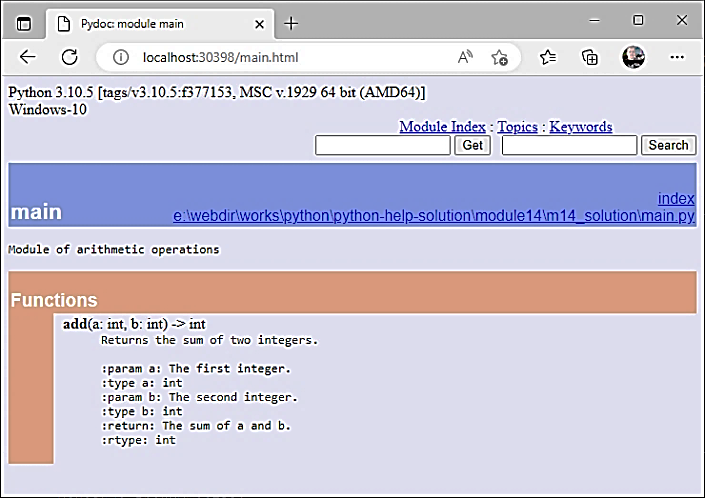 Pydoc: module main
localhost:30398/main.html
Python 3.10.5 [tags/v3.10.5:f377153, MSC v.1929 64 bit (AMD64)]
Windows-10
Module Index : Topics : Keywords
Get Search
index
main e:\webdir\works\python\python-help-solution\module14\m14_solution\main.py
Module of arithmetic operations
Functions
add(a: int, b: int) -> int
Returns the sum of two integers.
:param a: The first integer.
:type a: int
:param b: The second integer.
:type b: int
:return: The sum of a and b.
:rtype: int